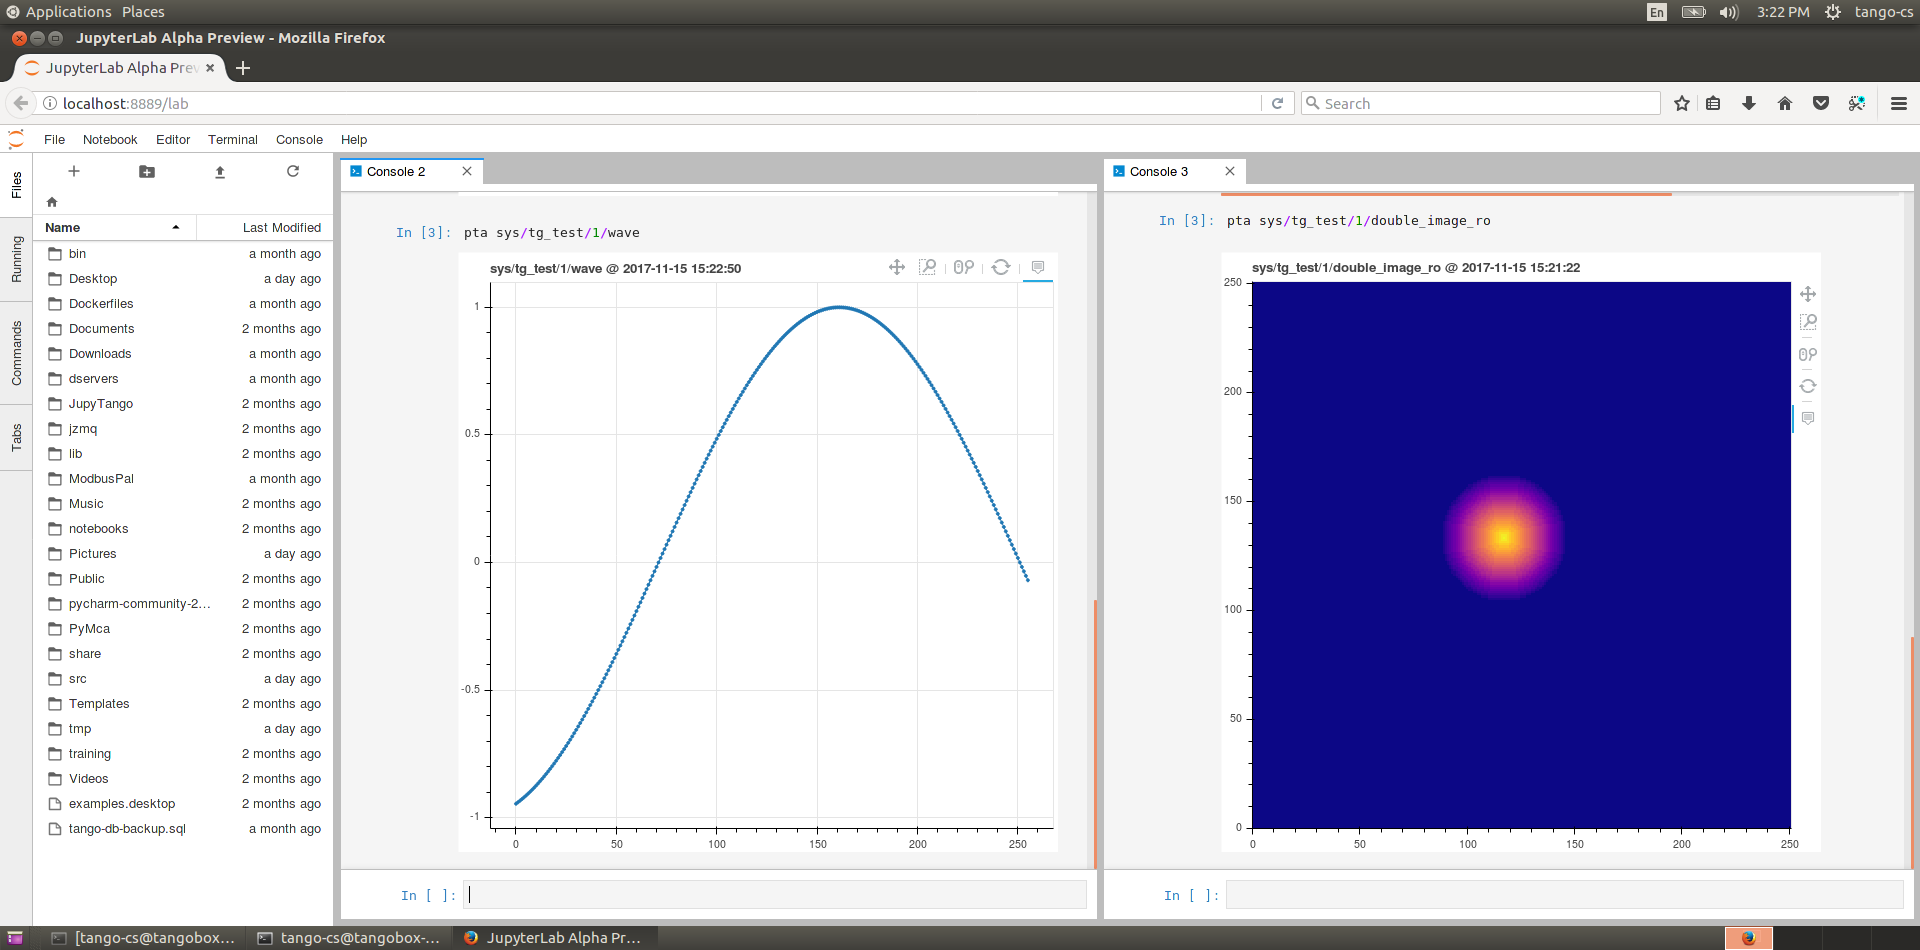 Applications Places
En 3:22 PM tango-cs
JupyterLab Alpha Preview - Mozilla Firefox
JupyterLab Alpha Prev
localhost:8889/lab
Search
File Notebook Editor Terminal Console Help
Files
Running
Commands
Tabs
Name Last Modified
bin a month ago
Desktop a day ago
Dockerfiles a month ago
Documents 2 months ago
Downloads a month ago
dservers a month ago
JupyTango 2 months ago
jzmq 2 months ago
lib 2 months ago
ModbusPal a month ago
Music 2 months ago
notebooks 2 months ago
Pictures a day ago
Public 2 months ago
pycharm-community-2... 2 months ago
PyMca 2 months ago
share 2 months ago
src a day ago
Templates 2 months ago
tmp a day ago
training 2 months ago
Videos 2 months ago
examples.desktop 2 months ago
tango-db-backup.sql a month ago
Console 2
In [3]: pta sys/tg_test/1/wave
sys/tg_test/1/wave @ 2017-11-15 15:22:50
1
0.5
0
-0.5
-1
0 50 100 150 200 250
In [ ]:
Console 3
In [3]: pta sys/tg_test/1/double_image_ro
sys/tg_test/1/double_image_ro @ 2017-11-15 15:21:22
250
200
150
100
50
0
0 50 100 150 200 250
In [ ]:
[tango-cs@tangobox... tango-cs@tangobox-... JupyterLab Alpha Pr...